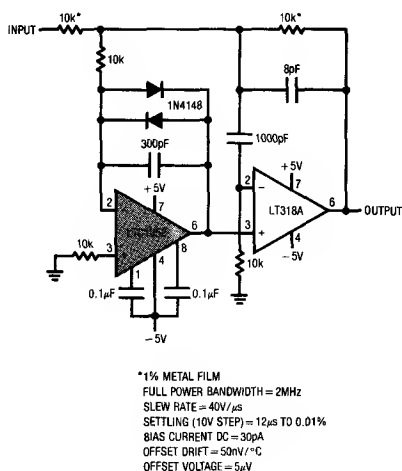 10k*
10k*
INPUT
10k
8pF
1N4148
300pF
1000pF
+5V
+5V
7
7
2
2
−
LT318A
6
6
OUTPUT
3
3
+
10k
8
1
4
4
−5V
10k
0.1µF
0.1µF
−5V
*1% METAL FILM
FULL POWER BANDWIDTH = 2MHz
SLEW RATE = 40V/µs
SETTLING (10V STEP) = 12µs TO 0.01%
BIAS CURRENT DC = 30pA
OFFSET DRIFT = 50nV/°C
OFFSET VOLTAGE = 5µV